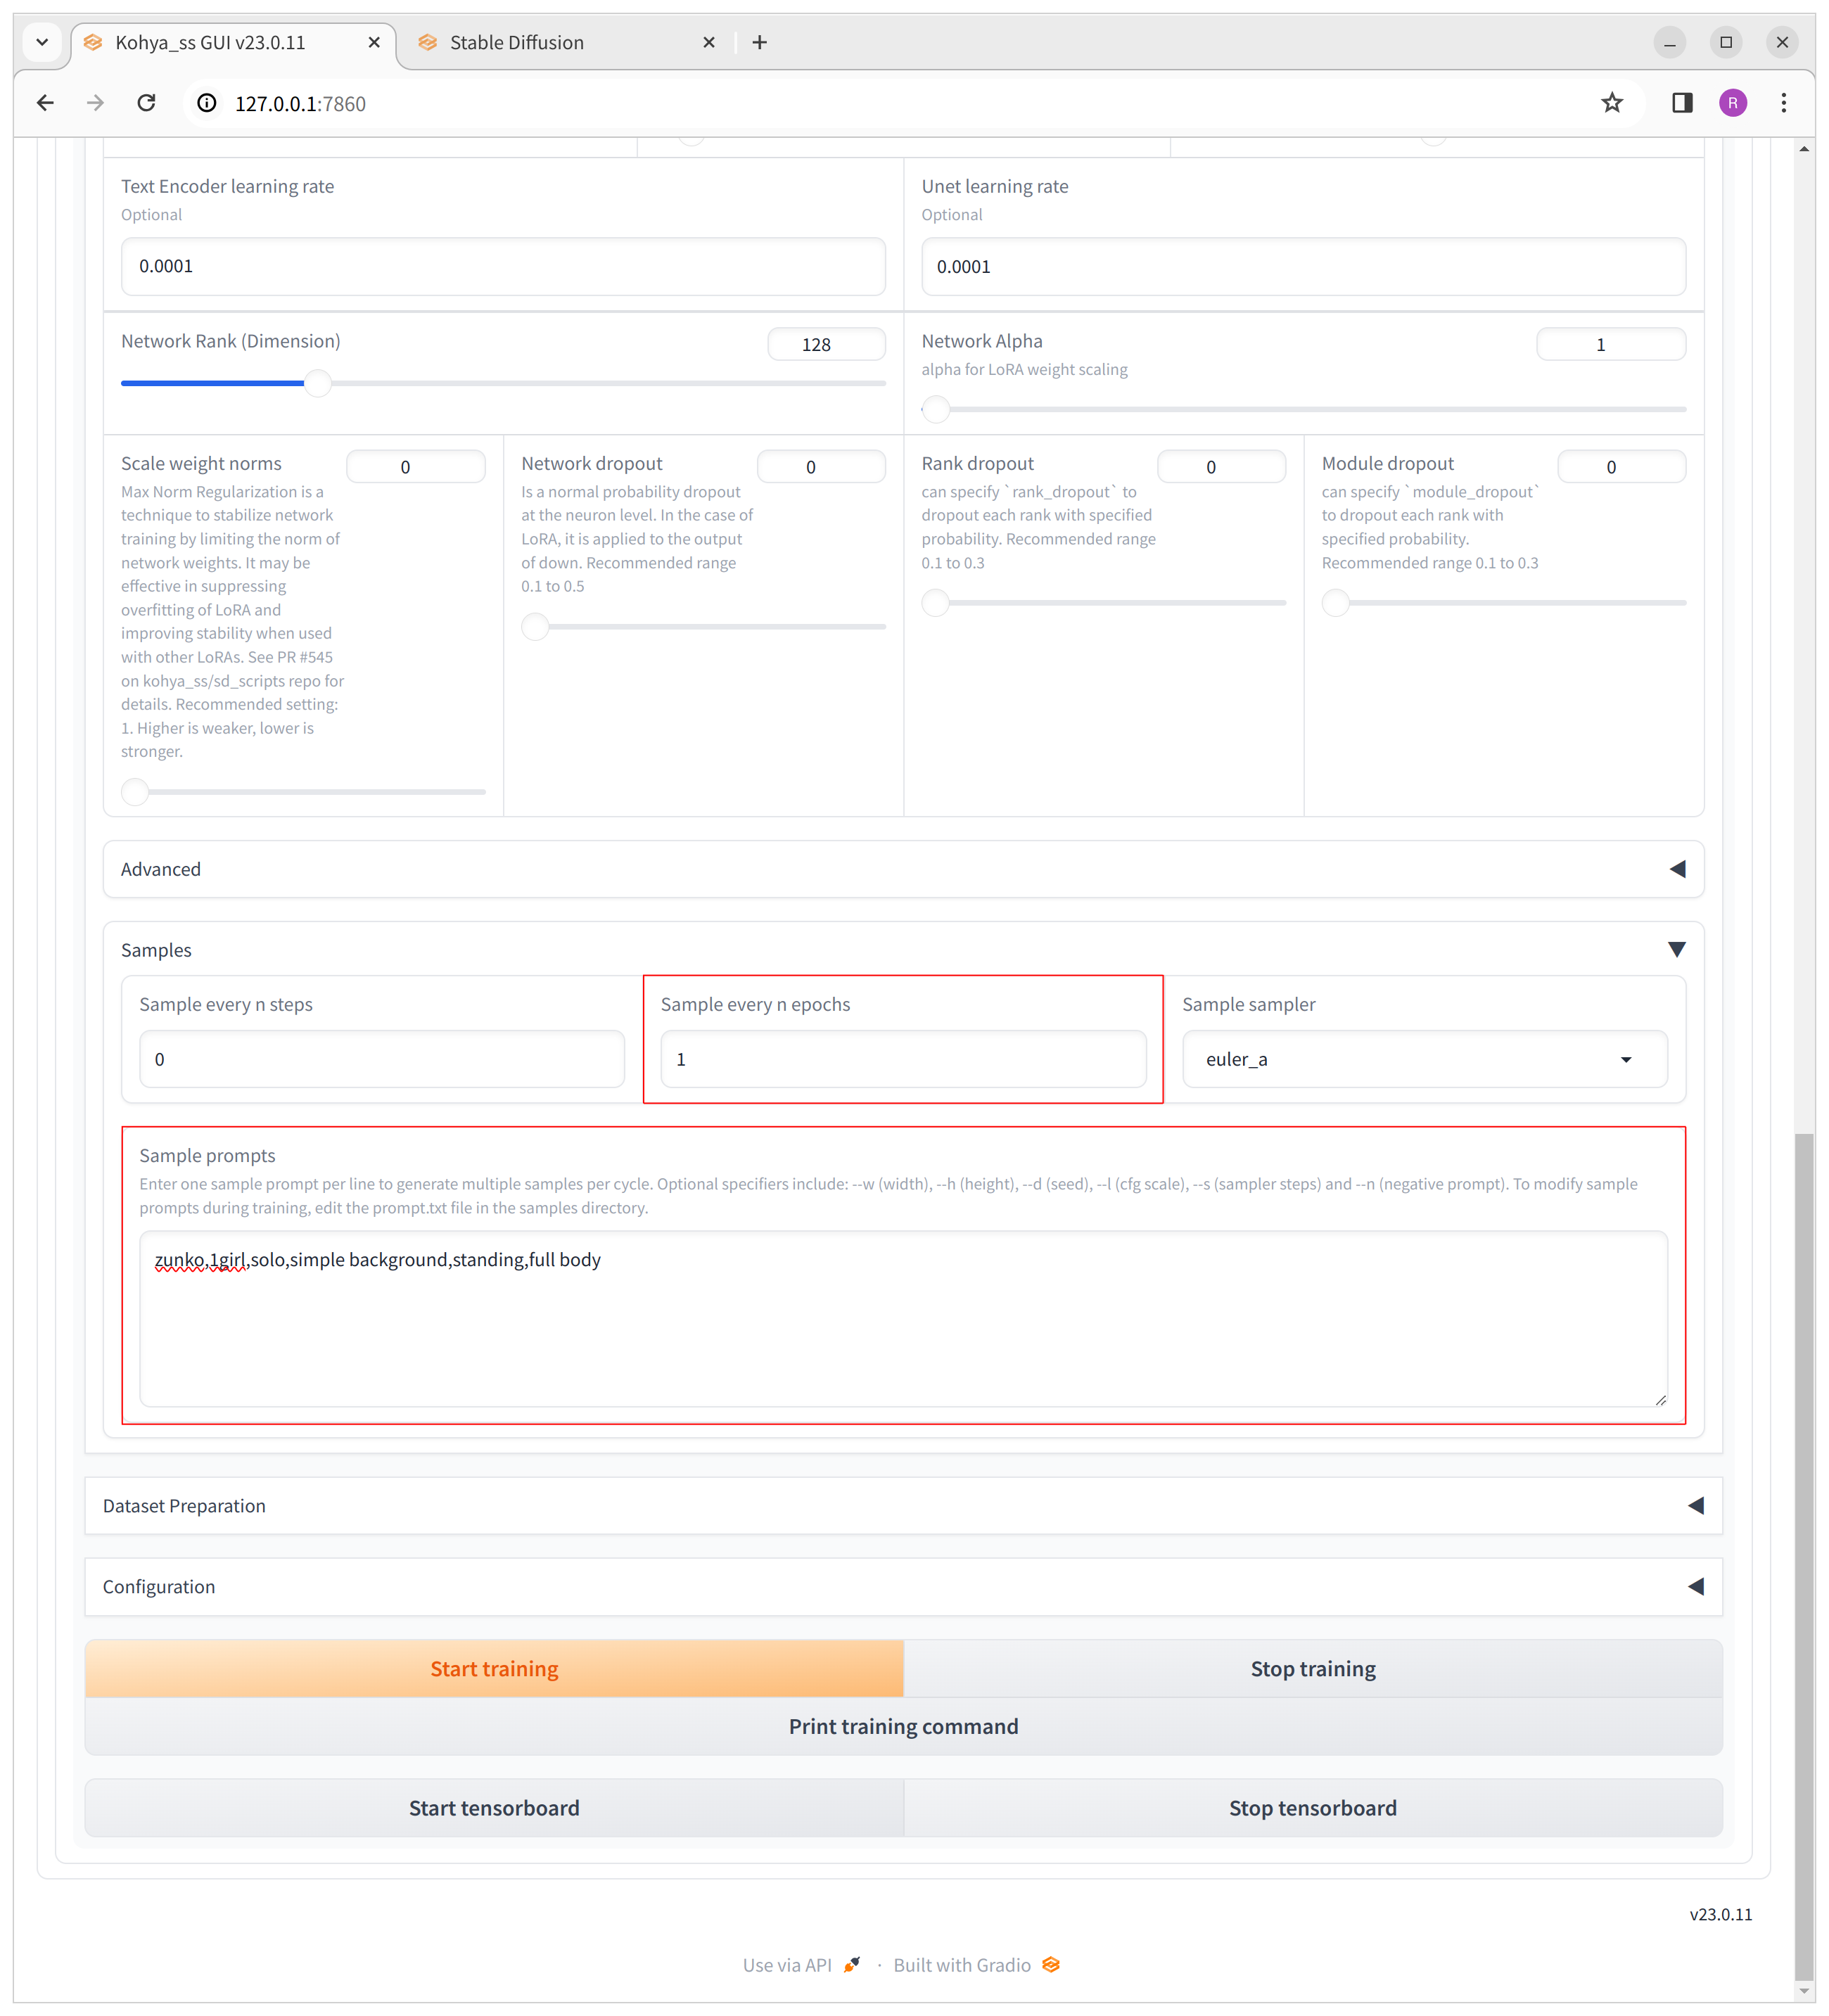 Kohya_ss GUI v23.0.11
Stable Diffusion
127.0.0.1:7860
R
Text Encoder learning rate
Optional
0.0001
Unet learning rate
Optional
0.0001
Network Rank (Dimension)
128
Network Alpha
alpha for LoRA weight scaling
1
Scale weight norms
0
Max Norm Regularization is a
technique to stabilize network
training by limiting the norm of
network weights. It may be
effective in suppressing
overfitting of LoRA and
improving stability when used
with other LoRAs. See PR #545
on kohya_ss/sd_scripts repo for
details. Recommended setting:
1. Higher is weaker, lower is
stronger.
Network dropout
0
Is a normal probability dropout
at the neuron level. In the case of
LoRA, it is applied to the output
of down. Recommended range
0.1 to 0.5
Rank dropout
0
can specify `rank_dropout` to
dropout each rank with specified
probability. Recommended range
0.1 to 0.3
Module dropout
0
can specify `module_dropout`
to dropout each rank with
specified probability.
Recommended range 0.1 to 0.3
Advanced
Samples
Sample every n steps
0
Sample every n epochs
1
Sample sampler
euler_a
Sample prompts
Enter one sample prompt per line to generate multiple samples per cycle. Optional specifiers include: --w (width), --h (height), --d (seed), --l (cfg scale), --s (sampler steps) and --n (negative prompt). To modify sample
prompts during training, edit the prompt.txt file in the samples directory.
zunko,1girl,solo,simple background,standing,full body
Dataset Preparation
Configuration
Start training
Stop training
Print training command
Start tensorboard
Stop tensorboard
v23.0.11
Use via API · Built with Gradio